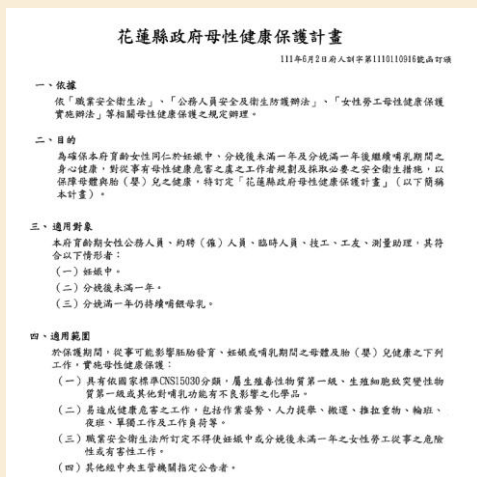 花蓮縣政府母性健康保護計畫
111年6月2日府人訓字第1110110916號函訂頒
一、依據
依「職業安全衛生法」、「公務人員安全及衛生防護辦法」、「女性勞工母性健康保護
實施辦法」等相關母性健康保護之規定辦理。
二、目的
為確保本府育齡女性同仁於妊娠中、分娩後未滿一年及分娩滿一年後繼續哺乳期間之
身心健康，對從事有母性健康危害之虞之工作者規劃及採取必要之安全衛生措施，以
保障母體與胎（嬰）兒之健康，特訂定「花蓮縣政府母性健康保護計畫」（以下簡稱
本計畫）。
三、適用對象
本府育齡期女性公務人員、約聘（僱）人員、臨時人員、技工、工友、測量助理，其符
合以下情形者：
（一）妊娠中。
（二）分娩後未滿一年。
（三）分娩滿一年仍持續哺餵母乳。
四、適用範圍
於保護期間，從事可能影響胚胎發育、妊娠或哺乳期間之母體及胎（嬰）兒健康之下列
工作，實施母性健康保護：
（一）具有依國家標準CNS15030分類，屬生殖毒性物質第一級、生殖細胞致突變性物
質第一級或其他對哺乳功能有不良影響之化學品。
（二）易造成健康危害之工作，包括作業姿勢、人力提舉、搬運、推拉重物、輪班、
夜班、單獨工作及工作負荷等。
（三）職業安全衛生法所訂定不得使妊娠中或分娩後未滿一年之女性勞工從事之危險
性或有害性工作。
（四）其他經中央主管機關指定公告者。